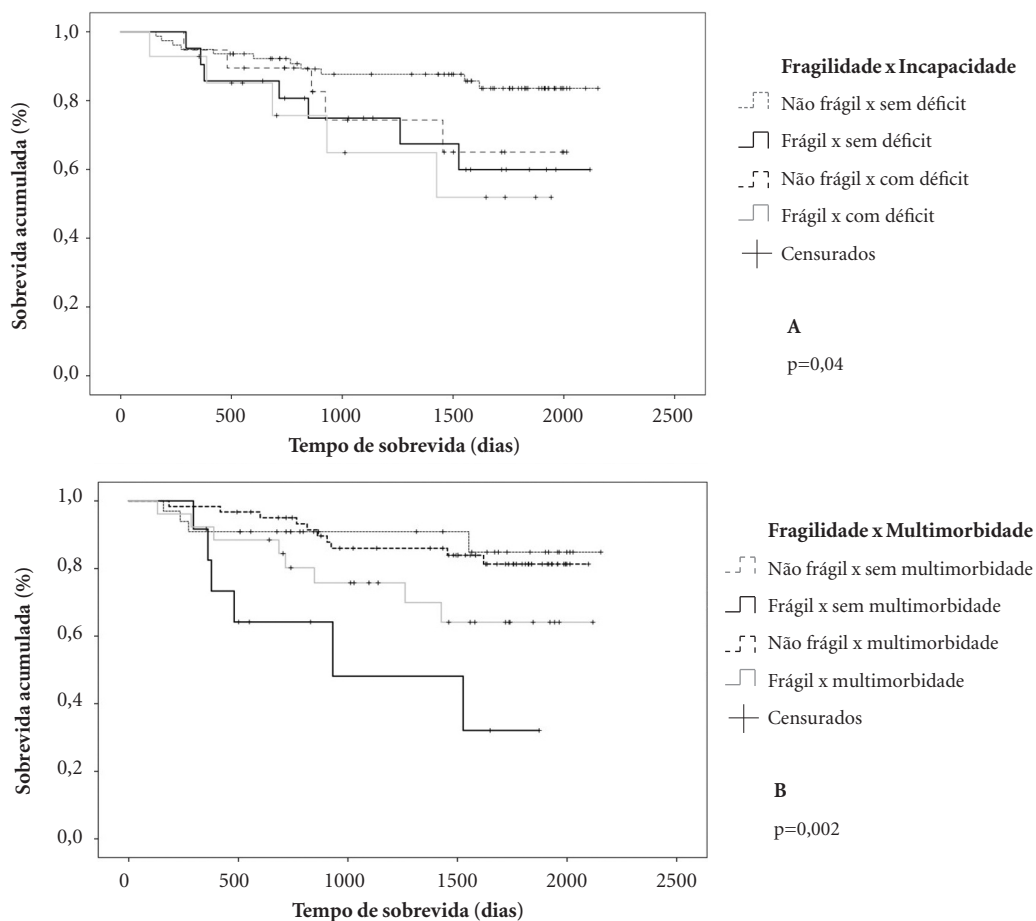 1,0
0,8
0,6
0,4
0,2
0,0
Sobrevida acumulada (%)
0 500 1000 1500 2000 2500
Tempo de sobrevida (dias)
Fragilidade x Incapacidade
Não frágil x sem déficit
Frágil x sem déficit
Não frágil x com déficit
Frágil x com déficit
Censurados
A
p=0,04
1,0
0,8
0,6
0,4
0,2
0,0
Sobrevida acumulada (%)
0 500 1000 1500 2000 2500
Tempo de sobrevida (dias)
Fragilidade x Multimorbidade
Não frágil x sem multimorbidade
Frágil x sem multimorbidade
Não frágil x multimorbidade
Frágil x multimorbidade
Censurados
B
p=0,002